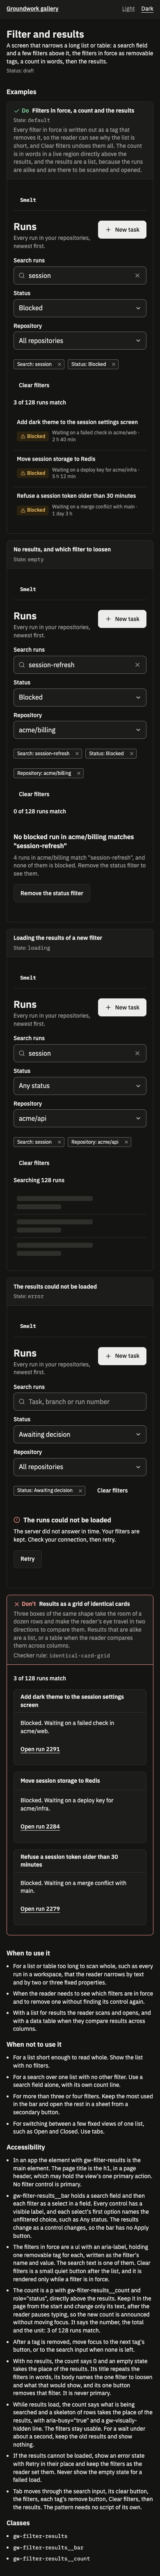 Groundwork gallery
Light
Dark
Filter and results
A screen that narrows a long list or table: a search field and a few filters above it, the filters in force as removable tags, a count in words, then the results.
Status: draft
Examples
Do Filters in force, a count and the results
State: default
Every filter in force is written out as a tag that removes it, so the reader can see why the list is short, and Clear filters undoes them all. The count is in words in a live region directly above the results, and the results are a list, because the runs are alike and are there to be scanned and opened.
Smelt
Runs
Every run in your repositories, newest first.
New task
Search runs
session
Status
Blocked
Repository
All repositories
Search: session
Status: Blocked
Clear filters
3 of 128 runs match
Add dark theme to the session settings screen
Blocked
Waiting on a failed check in acme/web · 2 h 40 min
Move session storage to Redis
Blocked
Waiting on a deploy key for acme/infra · 5 h 12 min
Refuse a session token older than 30 minutes
Blocked
Waiting on a merge conflict with main · 1 day 3 h
No results, and which filter to loosen
State: empty
Smelt
Runs
Every run in your repositories, newest first.
New task
Search runs
session-refresh
Status
Blocked
Repository
acme/billing
Search: session-refresh
Status: Blocked
Repository: acme/billing
Clear filters
0 of 128 runs match
No blocked run in acme/billing matches "session-refresh"
4 runs in acme/billing match "session-refresh", and none of them is blocked. Remove the status filter to see them.
Remove the status filter
Loading the results of a new filter
State: loading
Smelt
Runs
Every run in your repositories, newest first.
New task
Search runs
session
Status
Any status
Repository
acme/api
Search: session
Repository: acme/api
Clear filters
Searching 128 runs
The results could not be loaded
State: error
Smelt
Runs
Every run in your repositories, newest first.
New task
Search runs
Task, branch or run number
Status
Awaiting decision
Repository
All repositories
Status: Awaiting decision
Clear filters
The runs could not be loaded
The server did not answer in time. Your filters are kept. Check your connection, then retry.
Retry
Don't Results as a grid of identical cards
Three boxes of the same shape take the room of a dozen rows and make the reader's eye travel in two directions to compare them. Results that are alike are a list, or a table when the reader compares them across columns.
Checker rule: identical-card-grid
3 of 128 runs match
Add dark theme to the session settings screen
Blocked. Waiting on a failed check in acme/web.
Open run 2291
Move session storage to Redis
Blocked. Waiting on a deploy key for acme/infra.
Open run 2284
Refuse a session token older than 30 minutes
Blocked. Waiting on a merge conflict with main.
Open run 2279
When to use it
For a list or table too long to scan whole, such as every run in a workspace, that the reader narrows by text and by two or three fixed properties.
When the reader needs to see which filters are in force and to remove one without finding its control again.
With a list for results the reader scans and opens, and with a data table when they compare results across columns.
When not to use it
For a list short enough to read whole. Show the list with no filters.
For a search over one list with no other filter. Use a search field alone, with its own count line.
For more than three or four filters. Keep the most used in the bar and open the rest in a sheet from a secondary button.
For switching between a few fixed views of one list, such as Open and Closed. Use tabs.
Accessibility
In an app the element with gw-filter-results is the main element. The page title is the h1, in a page header, which may hold the view's one primary action. No filter control is primary.
gw-filter-results__bar holds a search field and then each filter as a select in a field. Every control has a visible label, and each select's first option names the unfiltered choice, such as Any status. The results change as a control changes, so the bar has no Apply button.
The filters in force are a ul with an aria-label, holding one removable tag for each, written as the filter's name and value. The search text is one of them. Clear filters is a small quiet button after the list, and it is rendered only while a filter is in force.
The count is a p with gw-filter-results__count and role="status", directly above the results. Keep it in the page from the start and change only its text, after the reader pauses typing, so the new count is announced without moving focus. It says the number, the total and the unit: 3 of 128 runs match.
After a tag is removed, move focus to the next tag's button, or to the search input when none is left.
With no results, the count says 0 and an empty state takes the place of the results. Its title repeats the filters in words, its body names the filter to loosen and what that would show, and its one button removes that filter. It is never primary.
While results load, the count says what is being searched and a skeleton of rows takes the place of the results, with aria-busy="true" and a gw-visually-hidden line. The filters stay usable. For a wait under about a second, keep the old results and show nothing.
If the results cannot be loaded, show an error state with Retry in their place and keep the filters as the reader set them. Never show the empty state for a failed load.
Tab moves through the search input, its clear button, the filters, each tag's remove button, Clear filters, then the results. The pattern needs no script of its own.
Classes
gw-filter-results
gw-filter-results__bar
gw-filter-results__count